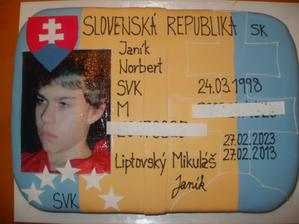 SLOVENSKÁ REPUBLIKA SK
Janík
Norbert
SVK 24.03.1998
M
27.02.2023
Liptovský Mikuláš 27.02.2013
Janík
SVK